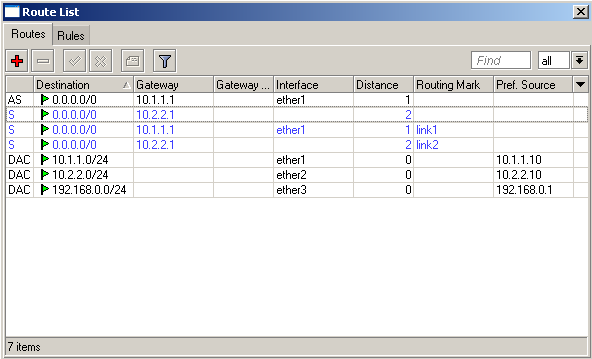 Route List
Routes Rules
Find all
Destination Gateway Gateway ... Interface Distance Routing Mark Pref. Source
AS 0.0.0.0/0 10.1.1.1 ether1 1
S 0.0.0.0/0 10.2.2.1 2
S 0.0.0.0/0 10.1.1.1 ether1 1 link1
S 0.0.0.0/0 10.2.2.1 2 link2
DAC 10.1.1.0/24 ether1 0 10.1.1.10
DAC 10.2.2.0/24 ether2 0 10.2.2.10
DAC 192.168.0.0/24 ether3 0 192.168.0.1
7 items